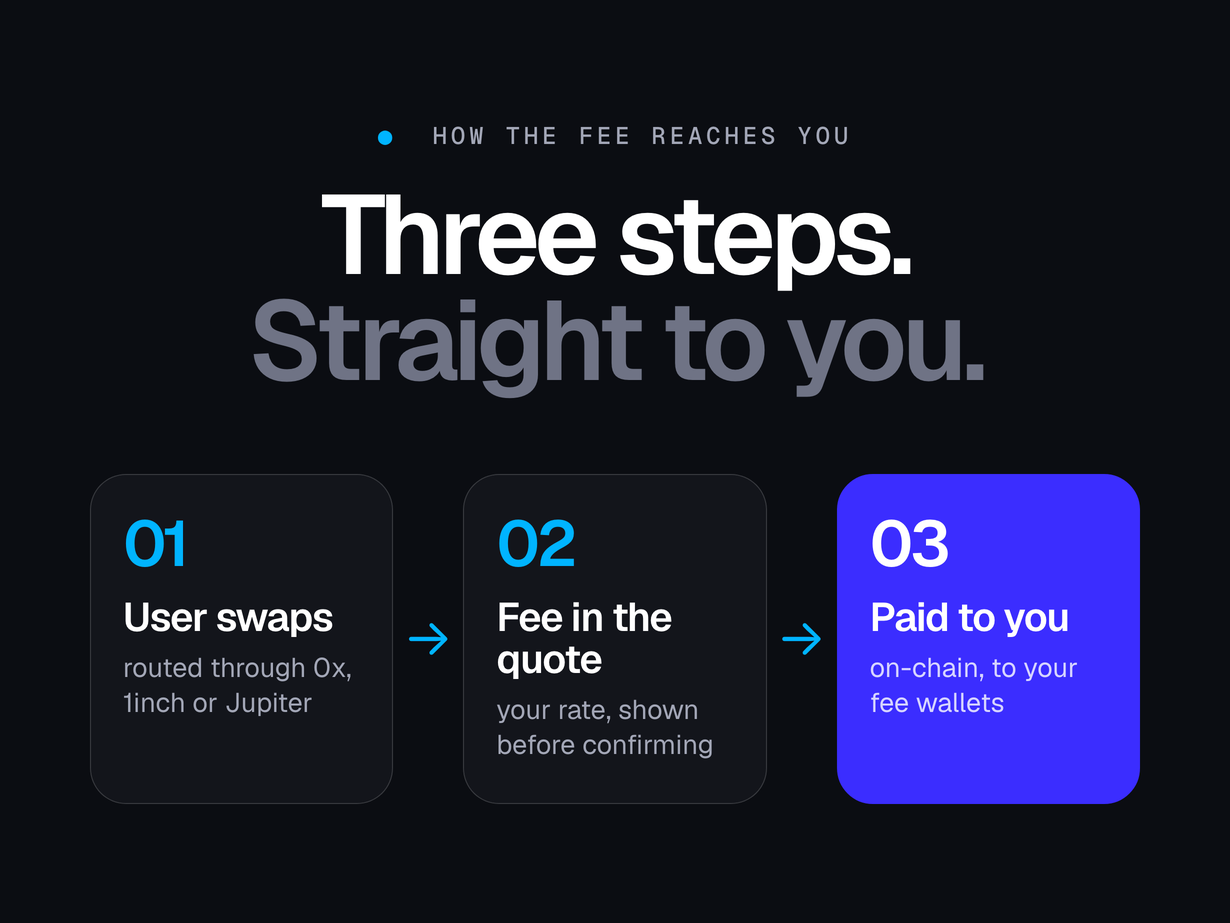 HOW THE FEE REACHES YOU
Three steps.
Straight to you.
01
User swaps
routed through 0x,
1inch or Jupiter
02
Fee in the
quote
your rate, shown
before confirming
03
Paid to you
on-chain, to your
fee wallets